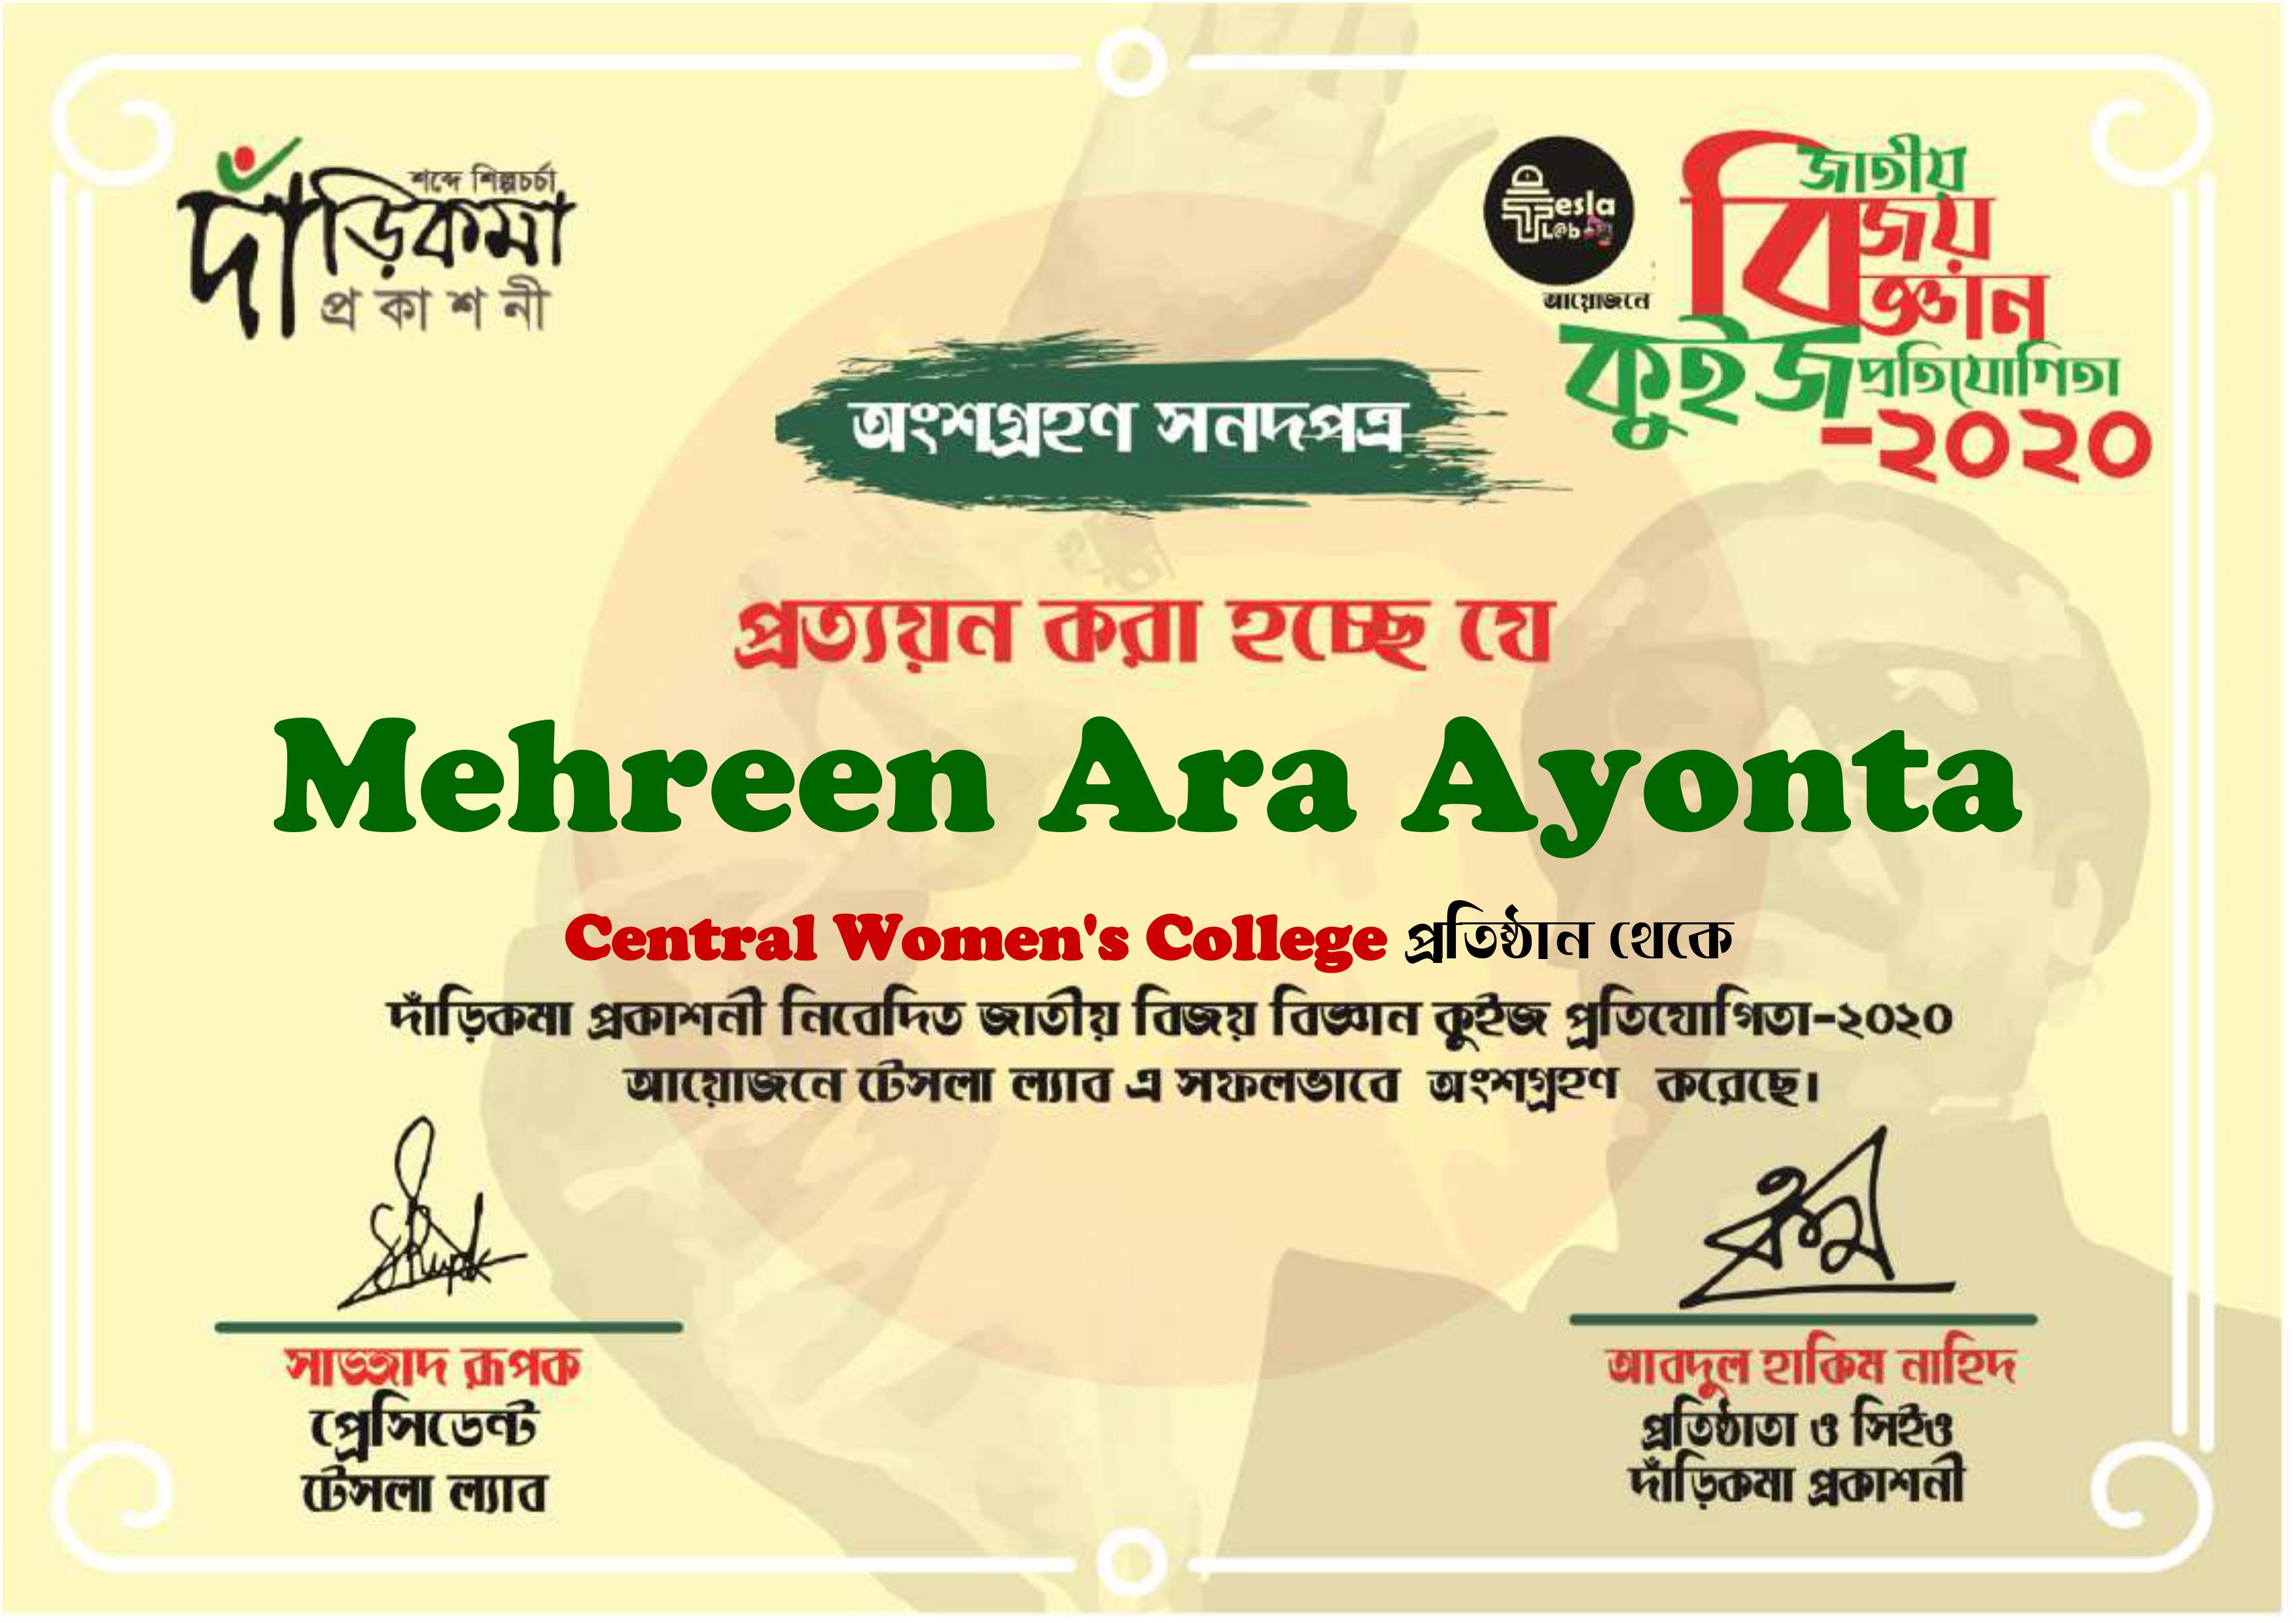 শব্দে শিল্পচর্চা
দাঁড়িকমা
প্রকাশনী
Tesla
L@b
আয়োজনে
জাতীয়
বিজয়
বিজ্ঞান
কুইজ প্রতিযোগিতা
-২০২০
অংশগ্রহণ সনদপত্র
প্রত্যয়ন করা হচ্ছে যে
Mehreen Ara Ayonta
Central Women's College প্রতিষ্ঠান থেকে
দাঁড়িকমা প্রকাশনী নিবেদিত জাতীয় বিজয় বিজ্ঞান কুইজ প্রতিযোগিতা-২০২০
আয়োজনে টেসলা ল্যাব এ সফলভাবে অংশগ্রহণ করেছে।
সাজ্জাদ রূপক
প্রেসিডেন্ট
টেসলা ল্যাব
আবদুল হাকিম নাহিদ
প্রতিষ্ঠাতা ও সিইও
দাঁড়িকমা প্রকাশনী